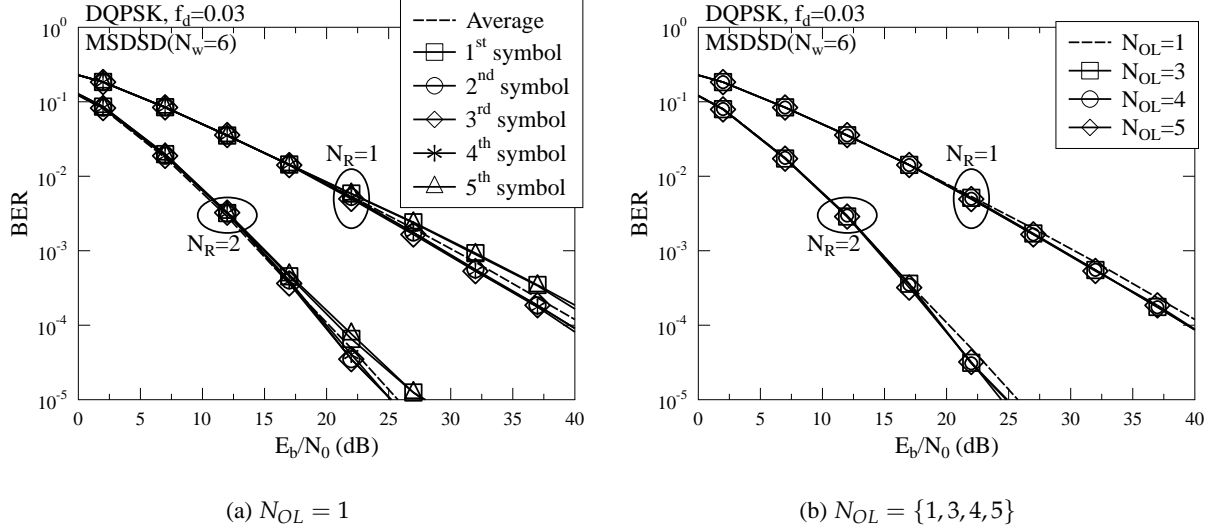 DQPSK, f_d=0.03
MSDSD(N_w=6)
Average
1^st symbol
2^nd symbol
3^rd symbol
4^th symbol
5^th symbol
10^0
10^-1
10^-2
10^-3
10^-4
10^-5
BER
N_R=1
N_R=2
0 5 10 15 20 25 30 35 40
E_b/N_0 (dB)
(a) N_OL = 1
DQPSK, f_d=0.03
MSDSD(N_w=6)
N_OL=1
N_OL=3
N_OL=4
N_OL=5
10^0
10^-1
10^-2
10^-3
10^-4
10^-5
BER
N_R=1
N_R=2
0 5 10 15 20 25 30 35 40
E_b/N_0 (dB)
(b) N_OL = {1, 3, 4, 5}